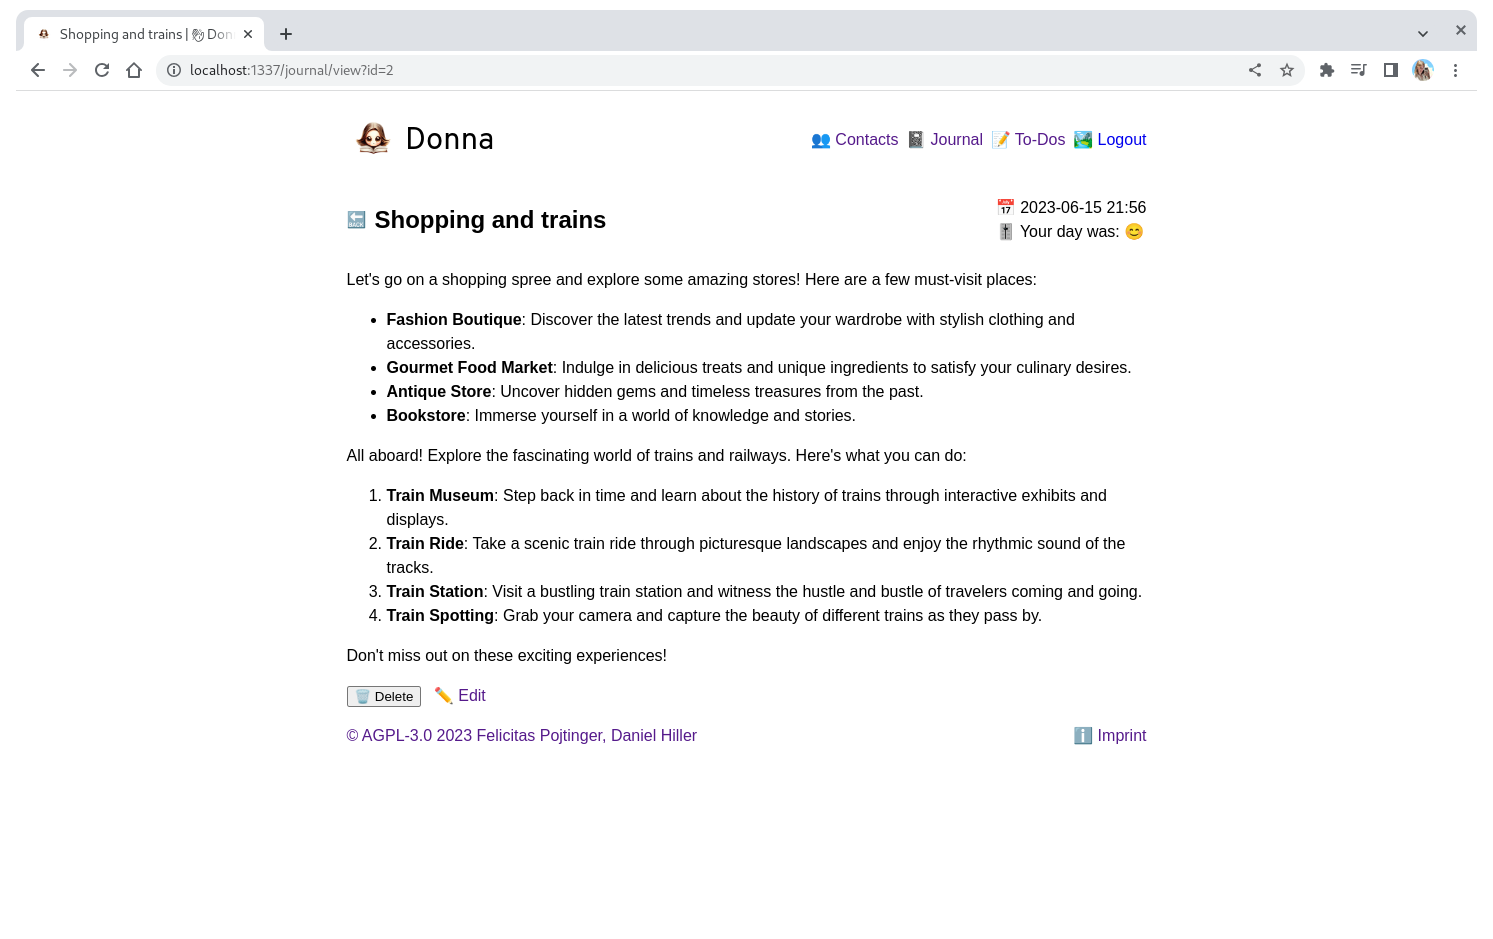 Shopping and trains | 👋 Don
localhost:1337/journal/view?id=2
Donna
👥 Contacts 📓 Journal 📝 To-Dos 🏞️ Logout
🔙 Shopping and trains
📅 2023-06-15 21:56
🎚️ Your day was: 😊
Let's go on a shopping spree and explore some amazing stores! Here are a few must-visit places:
• Fashion Boutique: Discover the latest trends and update your wardrobe with stylish clothing and
accessories.
• Gourmet Food Market: Indulge in delicious treats and unique ingredients to satisfy your culinary desires.
• Antique Store: Uncover hidden gems and timeless treasures from the past.
• Bookstore: Immerse yourself in a world of knowledge and stories.
All aboard! Explore the fascinating world of trains and railways. Here's what you can do:
1. Train Museum: Step back in time and learn about the history of trains through interactive exhibits and
displays.
2. Train Ride: Take a scenic train ride through picturesque landscapes and enjoy the rhythmic sound of the
tracks.
3. Train Station: Visit a bustling train station and witness the hustle and bustle of travelers coming and going.
4. Train Spotting: Grab your camera and capture the beauty of different trains as they pass by.
Don't miss out on these exciting experiences!
🗑️ Delete ✏️ Edit
© AGPL-3.0 2023 Felicitas Pojtinger, Daniel Hiller
ℹ️ Imprint